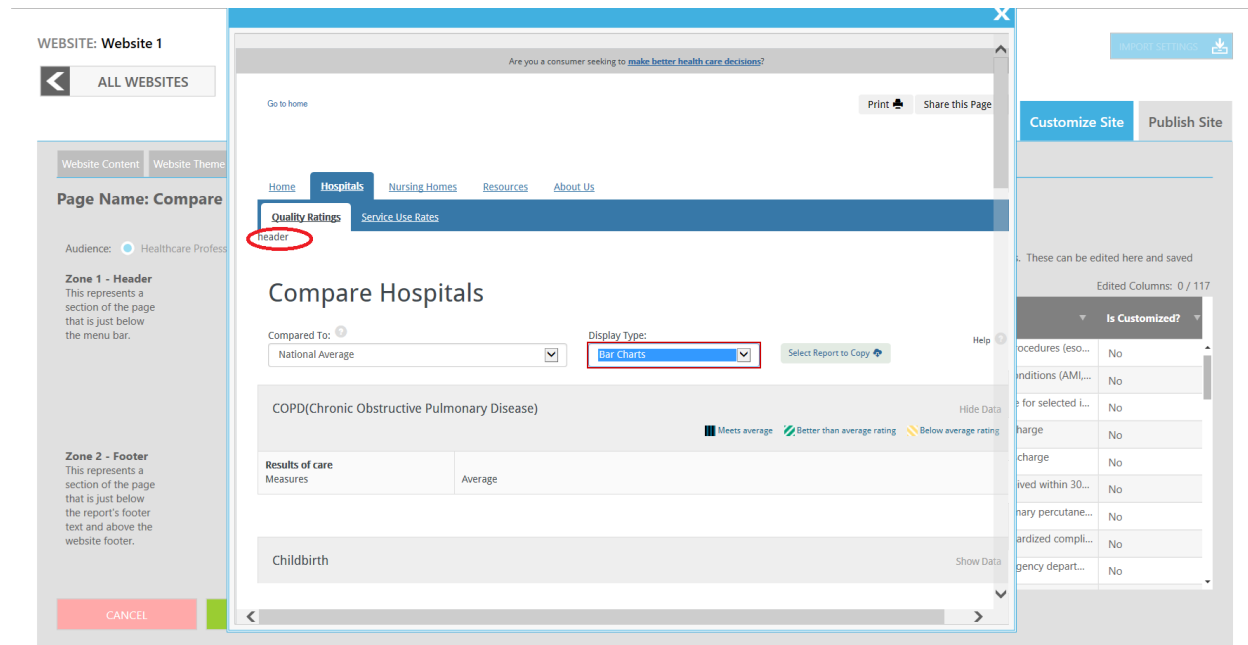 X
WEBSITE: Website 1
IMPORT SETTINGS
ALL WEBSITES
Are you a consumer seeking to make better health care decisions?
Go to home
Print
Share this Page
Customize Site
Publish Site
Website Content
Website Theme
Page Name: Compare
Home
Hospitals
Nursing Homes
Resources
About Us
Quality Ratings
Service Use Rates
header
Audience: Healthcare Profess
Zone 1 - Header
This represents a
section of the page
that is just below
the menu bar.
Compare Hospitals
Compared To: ?
National Average
Display Type:
Bar Charts
Select Report to Copy
Help ?
COPD(Chronic Obstructive Pulmonary Disease)
Hide Data
Meets average
Better than average rating
Below average rating
Results of care
Measures
Average
Childbirth
Show Data
Zone 2 - Footer
This represents a
section of the page
that is just below
the report's footer
text and above the
website footer.
CANCEL
s. These can be edited here and saved
Edited Columns: 0 / 117
Is Customized?
rocedures (eso... No
onditions (AMI,... No
e for selected i... No
harge No
charge No
ived within 30... No
nary percutane... No
ardized compli... No
gency depart... No